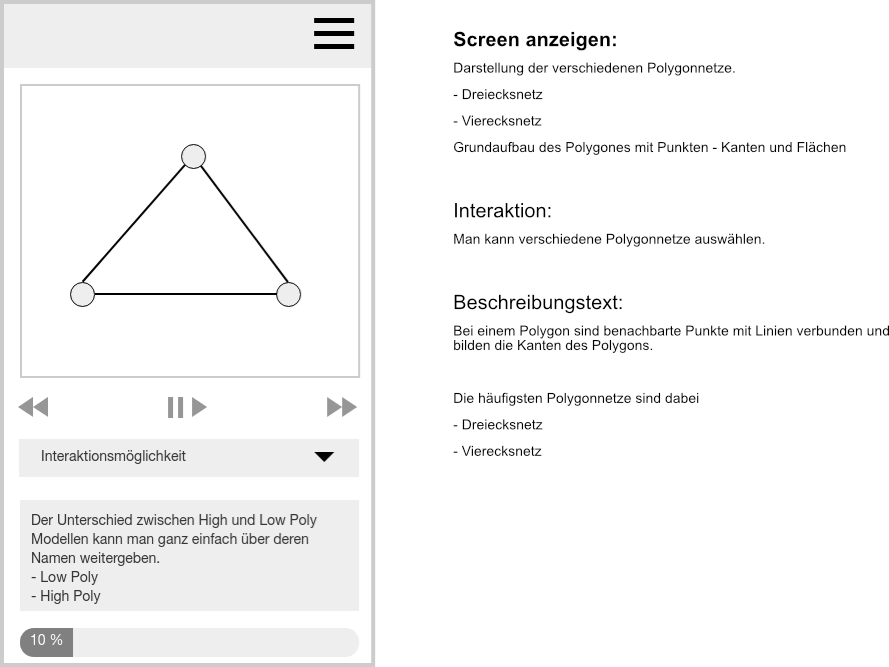 Interaktionsmöglichkeit
Der Unterschied zwischen High und Low Poly
Modellen kann man ganz einfach über deren
Namen weitergeben.
- Low Poly
- High Poly
10 %
Screen anzeigen:
Darstellung der verschiedenen Polygonnetze.
- Dreiecksnetz
- Vierecksnetz
Grundaufbau des Polygones mit Punkten - Kanten und Flächen
Interaktion:
Man kann verschiedene Polygonnetze auswählen.
Beschreibungstext:
Bei einem Polygon sind benachbarte Punkte mit Linien verbunden und
bilden die Kanten des Polygons.
Die häufigsten Polygonnetze sind dabei
- Dreiecksnetz
- Vierecksnetz